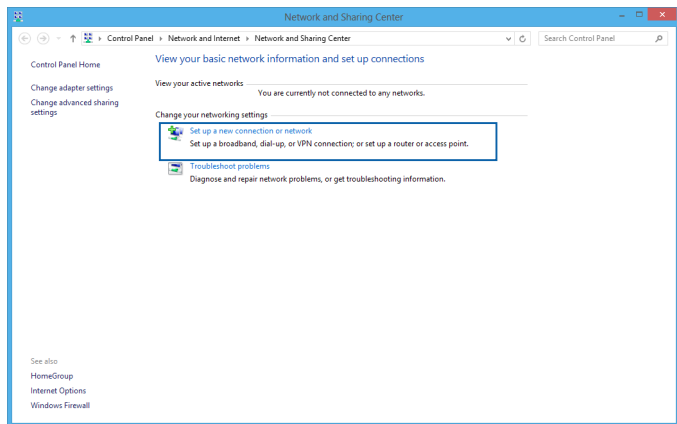 Network and Sharing Center
Control Panel
Network and Internet
Network and Sharing Center
Search Control Panel
Control Panel Home
Change adapter settings
Change advanced sharing
settings
View your basic network information and set up connections
View your active networks
You are currently not connected to any networks.
Change your networking settings
Set up a new connection or network
Set up a broadband, dial-up, or VPN connection; or set up a router or access point.
Troubleshoot problems
Diagnose and repair network problems, or get troubleshooting information.
See also
HomeGroup
Internet Options
Windows Firewall